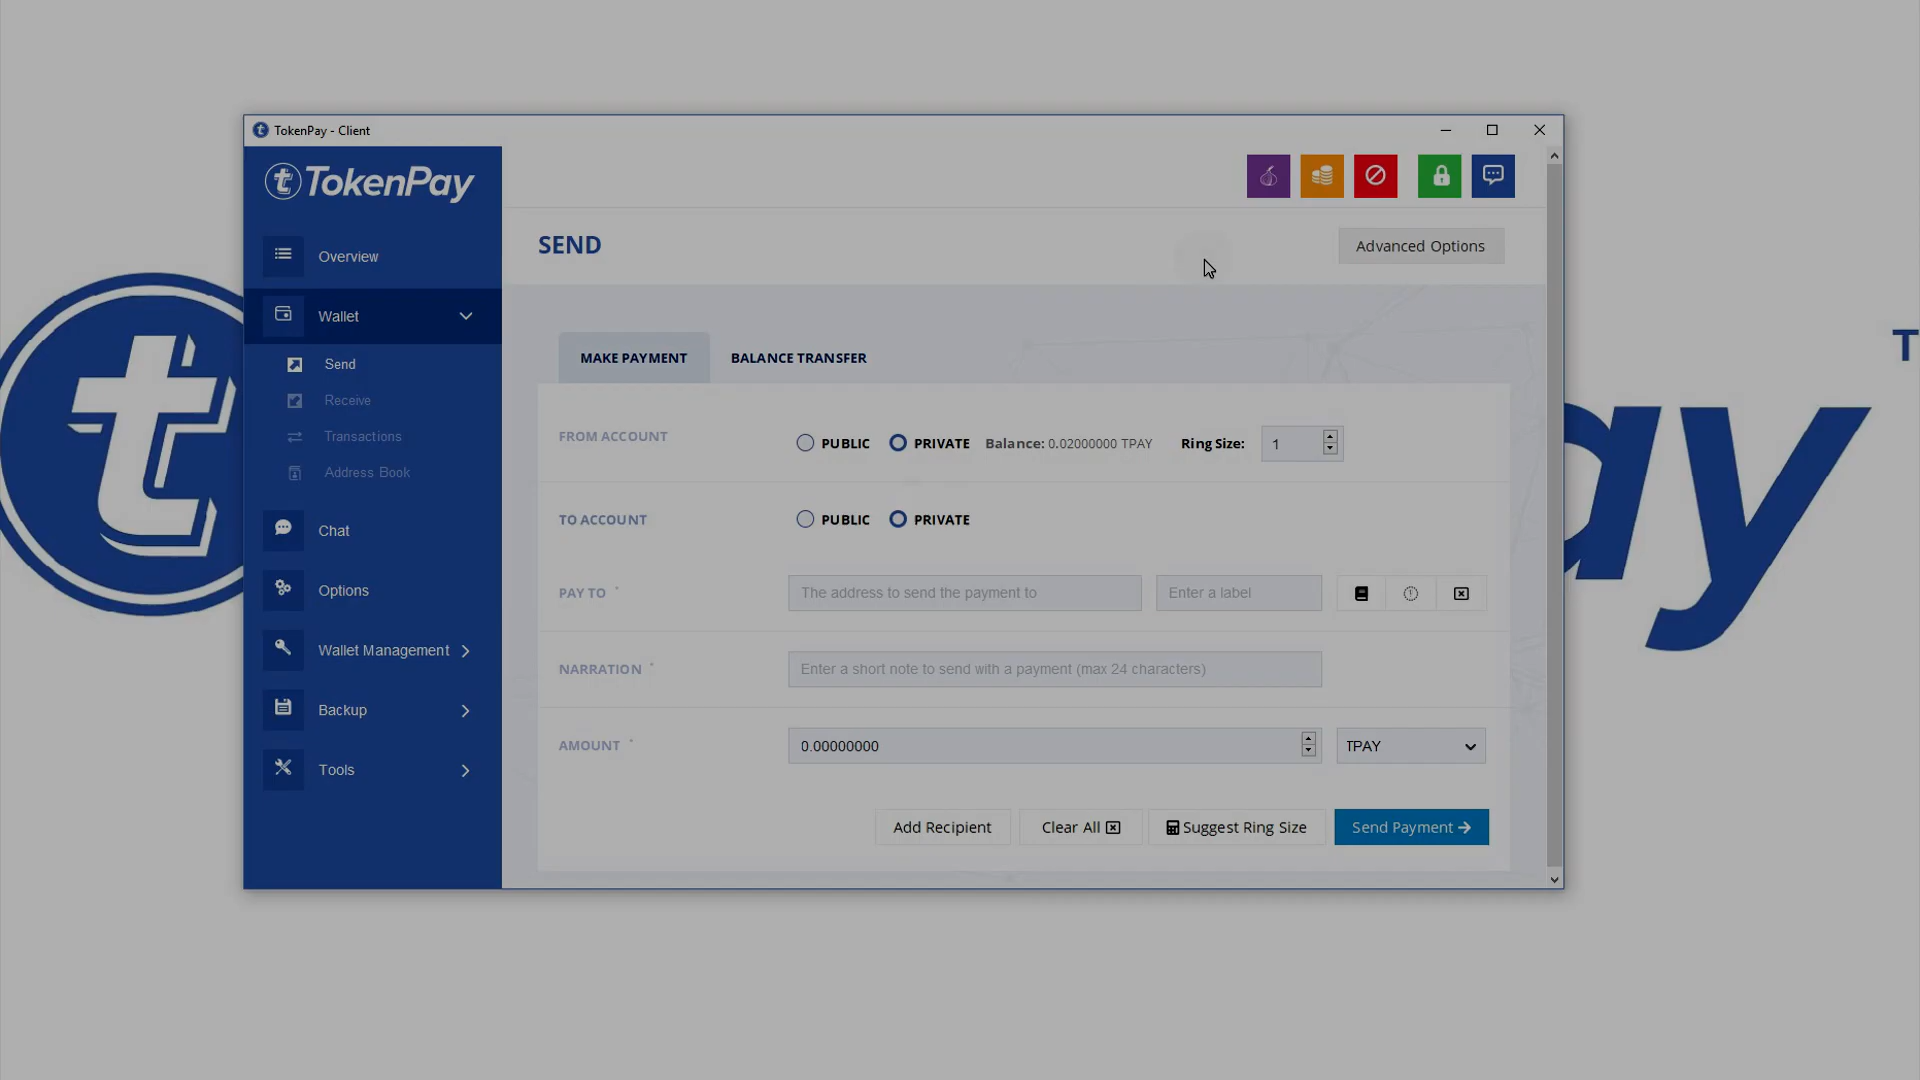 TokenPay - Client
TokenPay
Overview
Wallet
Send
Receive
Transactions
Address Book
Chat
Options
Wallet Management
Backup
Tools
SEND
Advanced Options
MAKE PAYMENT
BALANCE TRANSFER
FROM ACCOUNT
PUBLIC
PRIVATE
Balance: 0.02000000 TPAY
Ring Size:
1
TO ACCOUNT
PUBLIC
PRIVATE
PAY TO *
The address to send the payment to
Enter a label
NARRATION *
Enter a short note to send with a payment (max 24 characters)
AMOUNT *
0.00000000
TPAY
Add Recipient
Clear All
Suggest Ring Size
Send Payment
t
ay
T